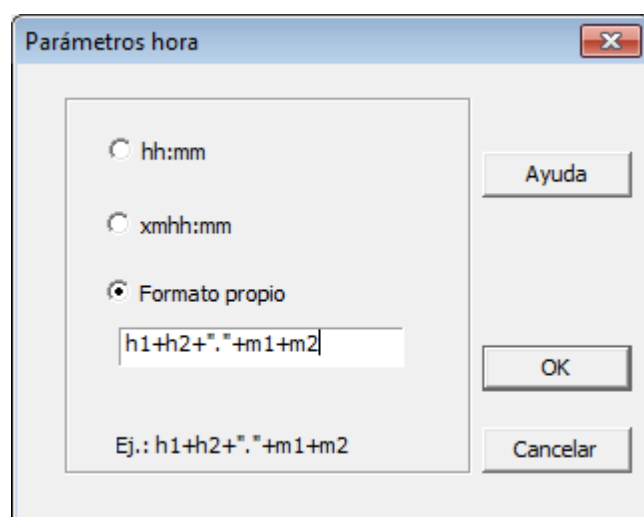 Parámetros hora
hh:mm
Ayuda
xmhh:mm
Formato propio
h1+h2+"."+m1+m2
OK
Ej.: h1+h2+"."+m1+m2
Cancelar